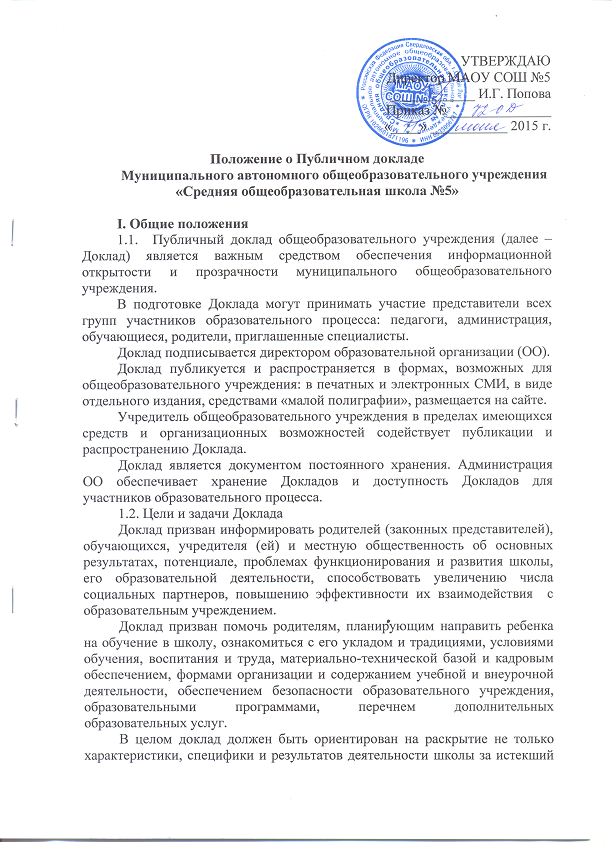 УТВЕРЖДАЮ
Директор МАОУ СОШ №5
И.Г. Попова
Приказ №
« » 2015 г.
МАОУ
СОШ №5
Положение о Публичном докладе
Муниципального автономного общеобразовательного учреждения
«Средняя общеобразовательная школа №5»
I. Общие положения
1.1. Публичный доклад общеобразовательного учреждения (далее –
Доклад) является важным средством обеспечения информационной
открытости и прозрачности муниципального общеобразовательного
учреждения.
В подготовке Доклада могут принимать участие представители всех
групп участников образовательного процесса: педагоги, администрация,
обучающиеся, родители, приглашенные специалисты.
Доклад подписывается директором образовательной организации (ОО).
Доклад публикуется и распространяется в формах, возможных для
общеобразовательного учреждения: в печатных и электронных СМИ, в виде
отдельного издания, средствами «малой полиграфии», размещается на сайте.
Учредитель общеобразовательного учреждения в пределах имеющихся
средств и организационных возможностей содействует публикации и
распространению Доклада.
Доклад является документом постоянного хранения. Администрация
ОО обеспечивает хранение Докладов и доступность Докладов для
участников образовательного процесса.
1.2. Цели и задачи Доклада
Доклад призван информировать родителей (законных представителей),
обучающихся, учредителя (ей) и местную общественность об основных
результатах, потенциале, проблемах функционирования и развития школы,
его образовательной деятельности, способствовать увеличению числа
социальных партнеров, повышению эффективности их взаимодействия с
образовательным учреждением.
Доклад призван помочь родителям, планирующим направить ребенка
на обучение в школу, ознакомиться с его укладом и традициями, условиями
обучения, воспитания и труда, материально-технической базой и кадровым
обеспечением, формами организации и содержанием учебной и внеурочной
деятельности, обеспечением безопасности образовательного учреждения,
образовательными программами, перечнем дополнительных
образовательных услуг.
В целом доклад должен быть ориентирован на раскрытие не только
характеристики, специфики и результатов деятельности школы за истекший